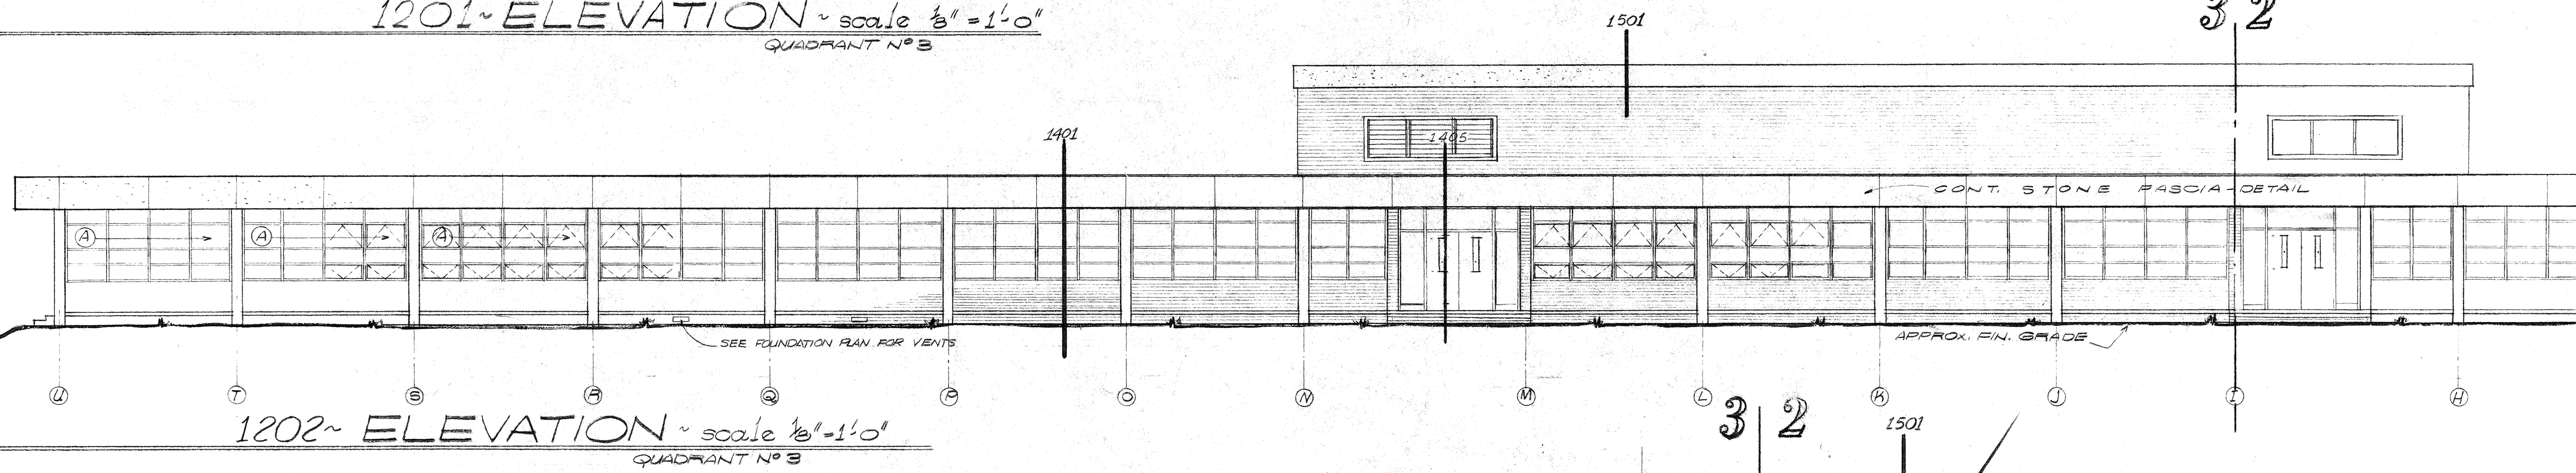 1201~ ELEVATION ~ scale 1/8" = 1'-0"
QUADRANT Nº 3
1501
3 2
1401
1405
CONT. STONE FASCIA-DETAIL
A
A
A
SEE FOUNDATION PLAN FOR VENTS
APPROX. FIN. GRADE
U T S R Q P O N M L K J I H
1202~ ELEVATION ~ scale 1/8"=1'-0"
QUADRANT Nº 3
3 2
1501